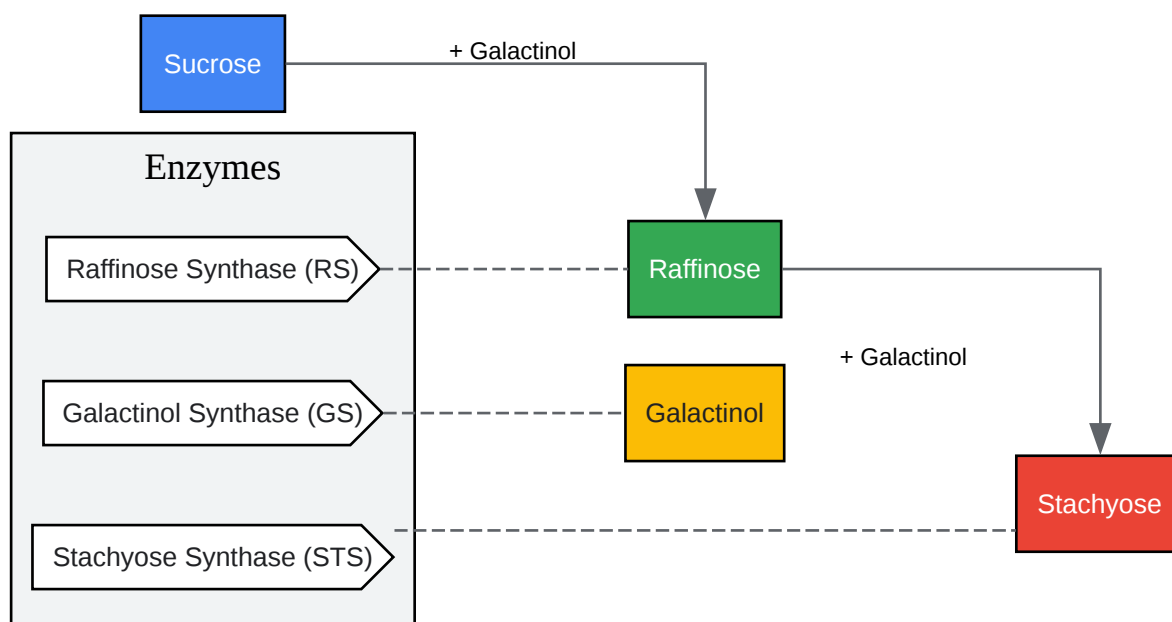 Sucrose
+ Galactinol
Enzymes
Raffinose Synthase (RS)
Raffinose
+ Galactinol
Galactinol Synthase (GS)
Galactinol
Stachyose
Stachyose Synthase (STS)